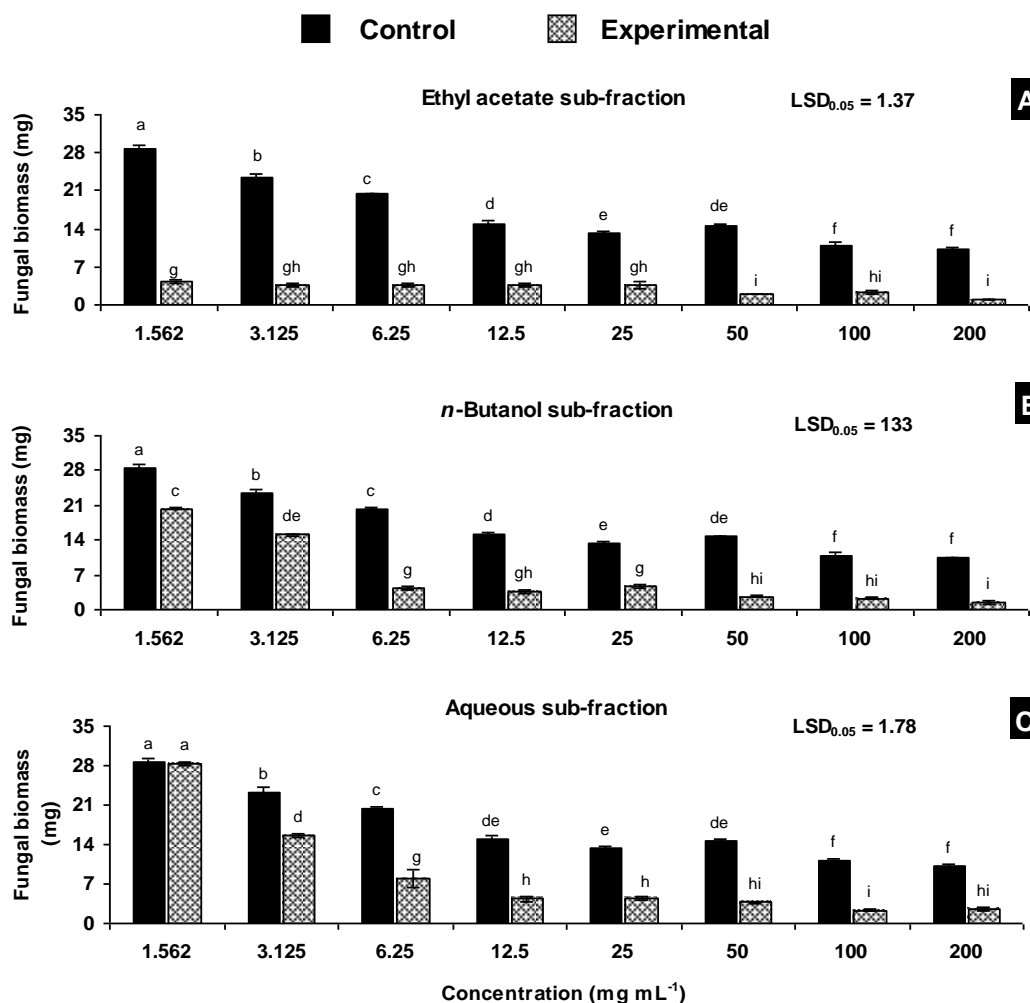 Control Experimental
Ethyl acetate sub-fraction LSD0.05 = 1.37 A
Fungal biomass (mg)
35
28
21
14
7
0
a b c d e de f f
g gh gh gh gh i hi i
1.562 3.125 6.25 12.5 25 50 100 200
n-Butanol sub-fraction LSD0.05 = 133
Fungal biomass (mg)
35
28
21
14
7
0
a b c d e de f f
c de g gh g hi hi i
1.562 3.125 6.25 12.5 25 50 100 200
Aqueous sub-fraction LSD0.05 = 1.78
Fungal biomass
(mg)
35
28
21
14
7
0
a a b c de e de f f
d g h h hi i hi
1.562 3.125 6.25 12.5 25 50 100 200
Concentration (mg mL-1)